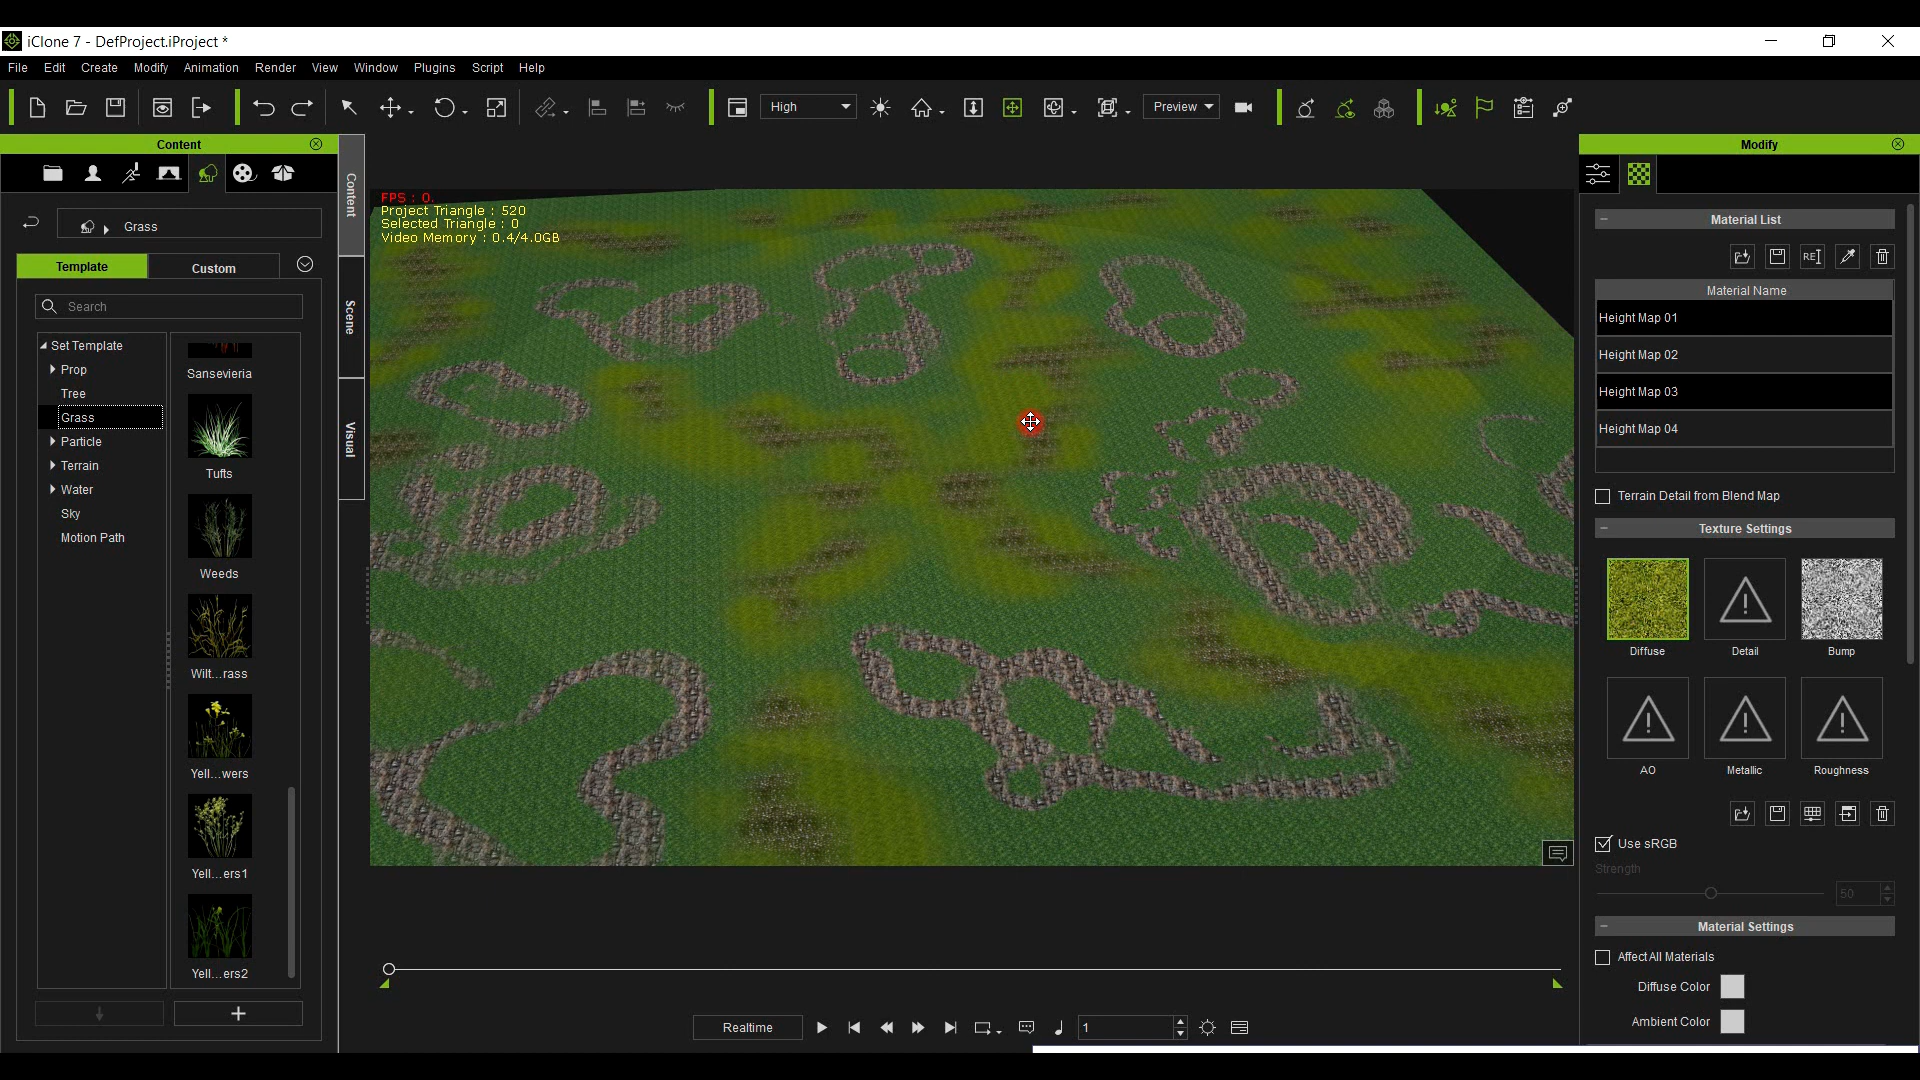 iClone 7 - DefProject.iProject *
File Edit Create Modify Animation Render View Window Plugins Script Help
High
Preview
Content
Modify
Grass
Template Custom
Search
Set Template
Prop
Tree
Grass
Particle
Terrain
Water
Sky
Motion Path
Sansevieria
Tufts
Weeds
Wilt...rass
Yell...wers
Yell...ers1
Yell...ers2
Content
Scene
Visual
FPS : 0.
Project Triangle : 520
Selected Triangle : 0
Video Memory : 0.4/4.0GB
Realtime
1
Material List
RE
Material Name
Height Map 01
Height Map 02
Height Map 03
Height Map 04
Terrain Detail from Blend Map
Texture Settings
Diffuse Detail Bump
AO Metallic Roughness
Use sRGB
Strength
50
Material Settings
Affect All Materials
Diffuse Color
Ambient Color